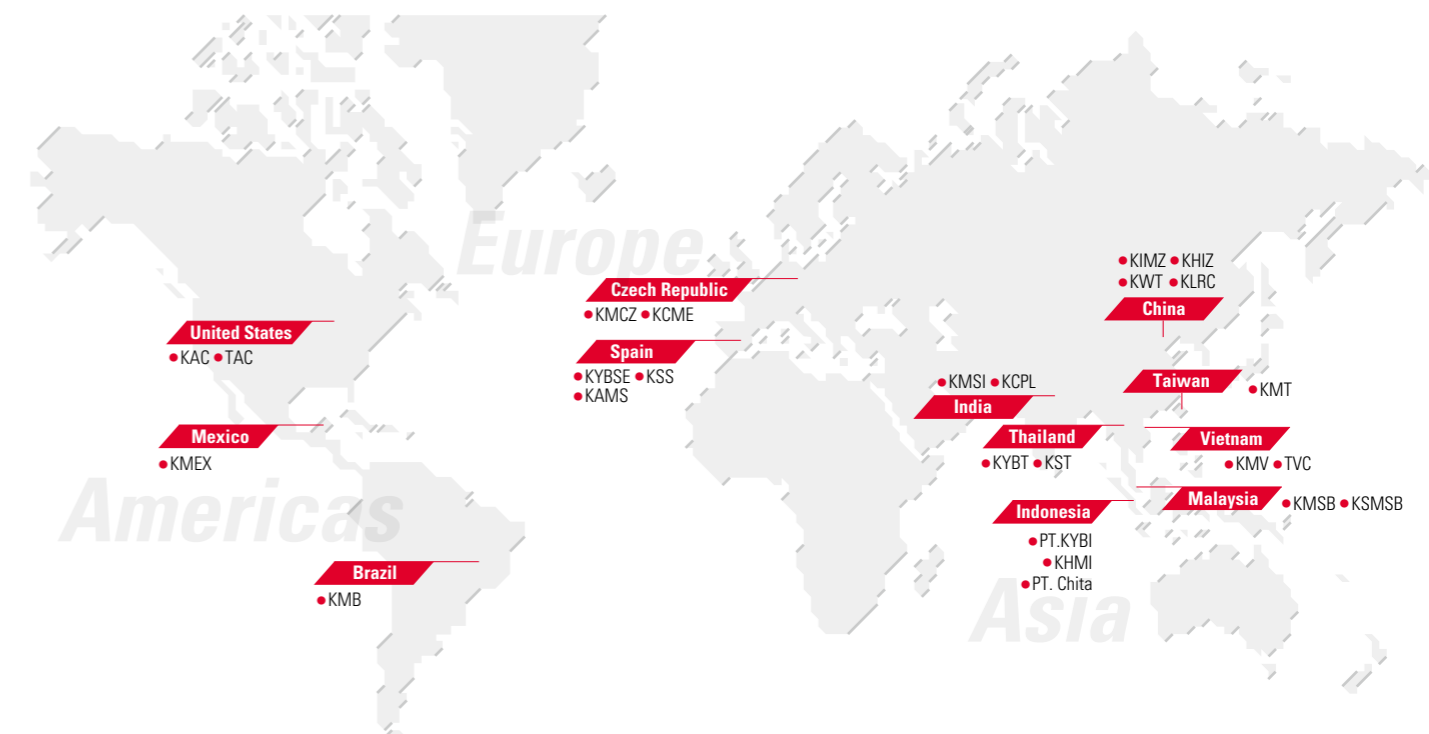 Europe
Czech Republic
●KMCZ ●KCME
Spain
●KYBSE ●KSS
●KAMS
Americas
United States
●KAC ●TAC
Mexico
●KMEX
Brazil
●KMB
Asia
●KIMZ ●KHIZ
●KWT ●KLRC
China
Taiwan
●KMT
●KMSI ●KCPL
India
Thailand
●KYBT ●KST
Vietnam
●KMV ●TVC
Malaysia
●KMSB ●KSMSB
Indonesia
●PT.KYBI
●KHMI
●PT. Chita